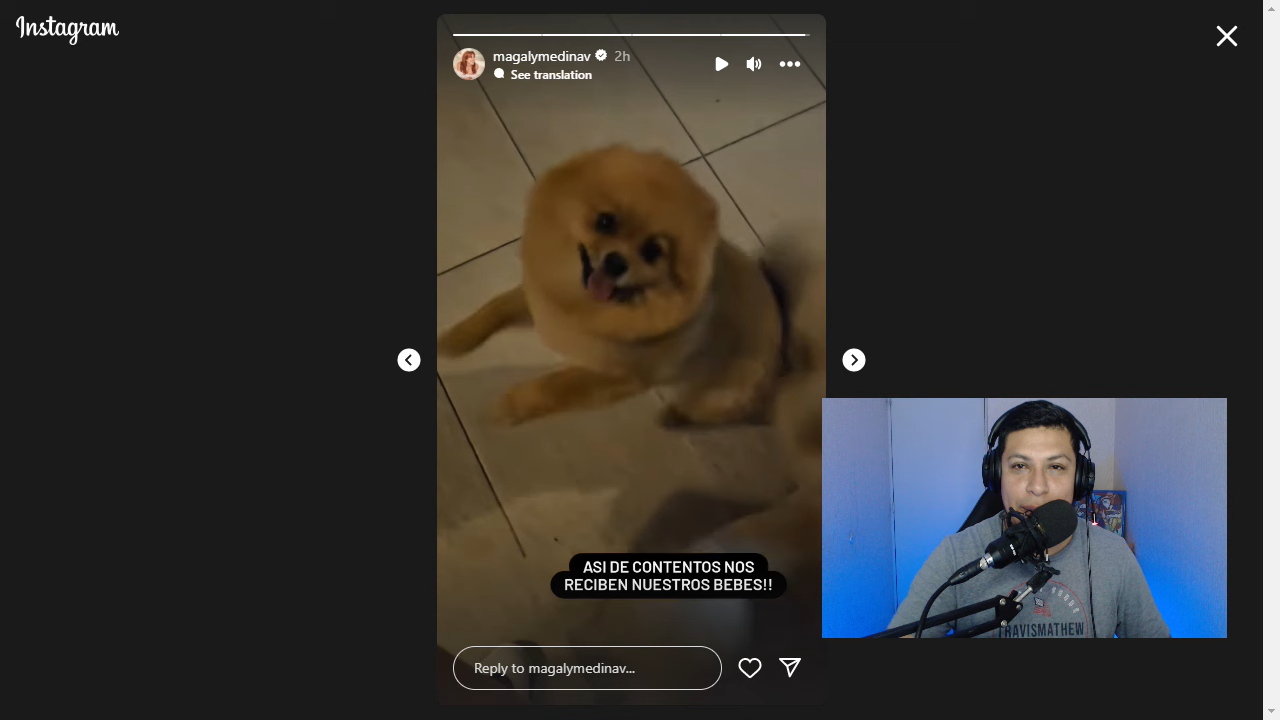 Instagram
magalymedinav 2h
See translation
ASI DE CONTENTOS NOS
RECIBEN NUESTROS BEBES!!
Reply to magalymedinav...
TRAVISMATHEW